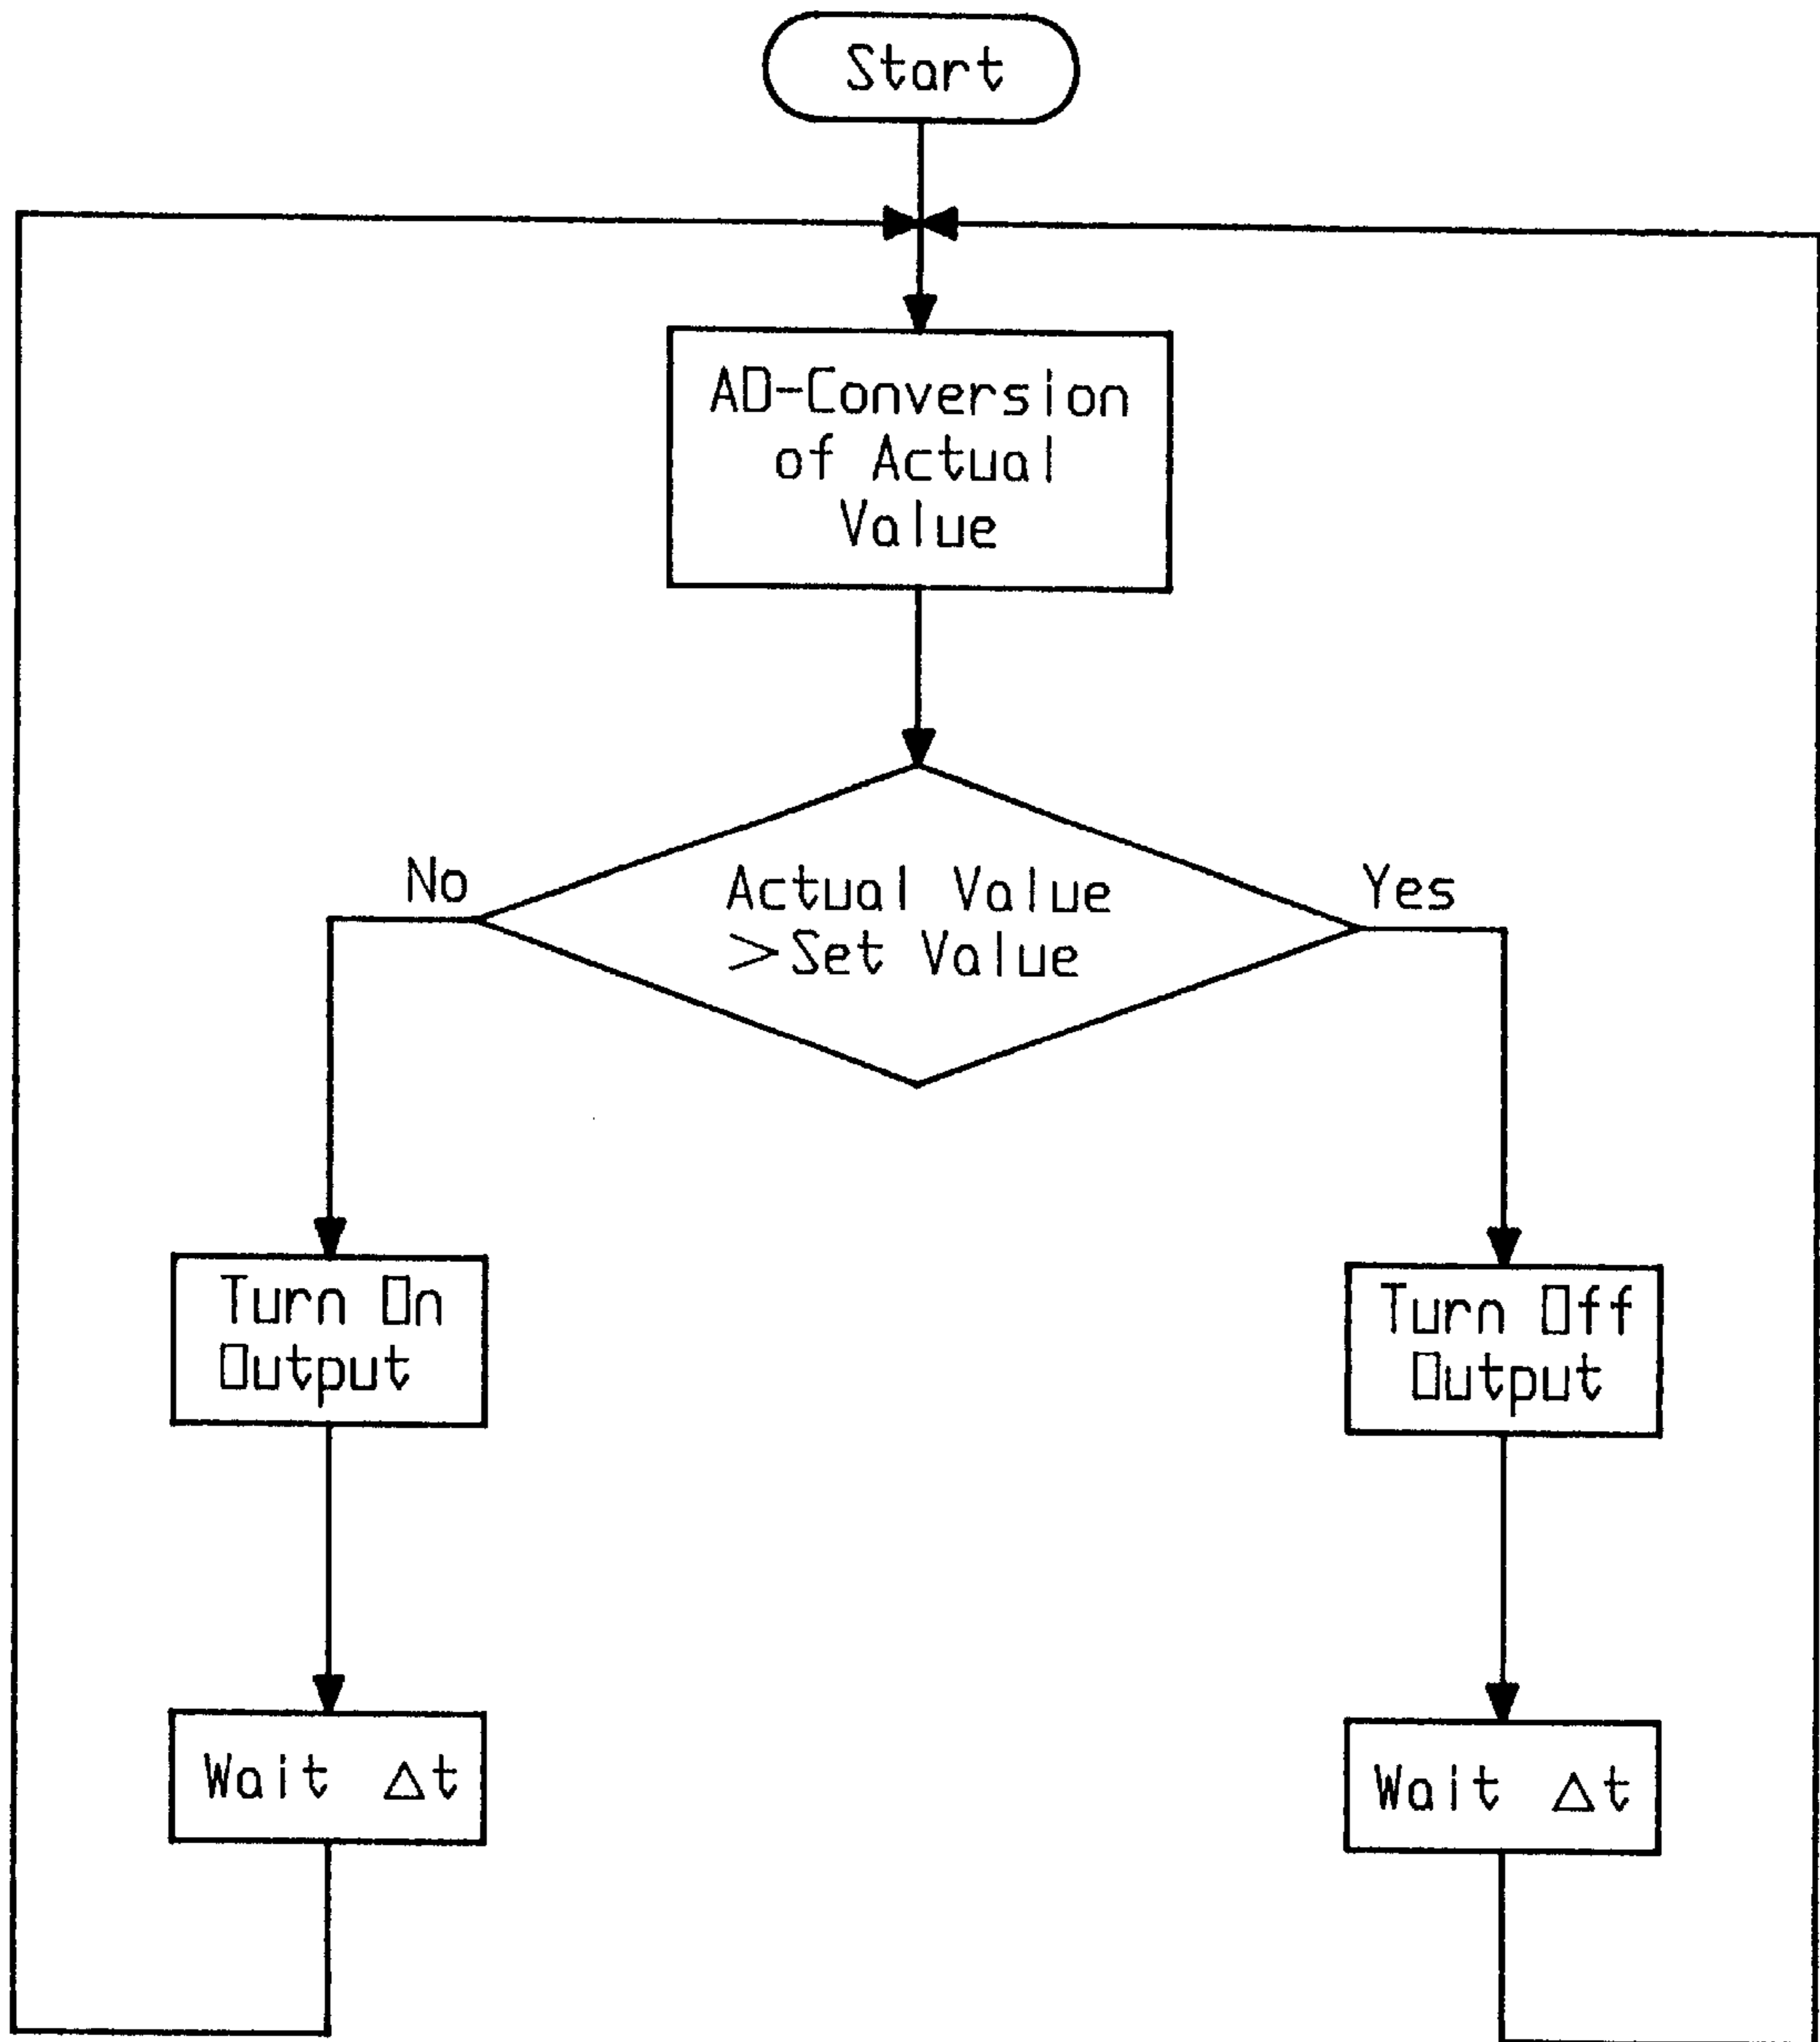 Start
AD-Conversion
of Actual
Value
No
Actual Value
>Set Value
Yes
Turn On
Output
Turn Off
Output
Wait Δt
Wait Δt